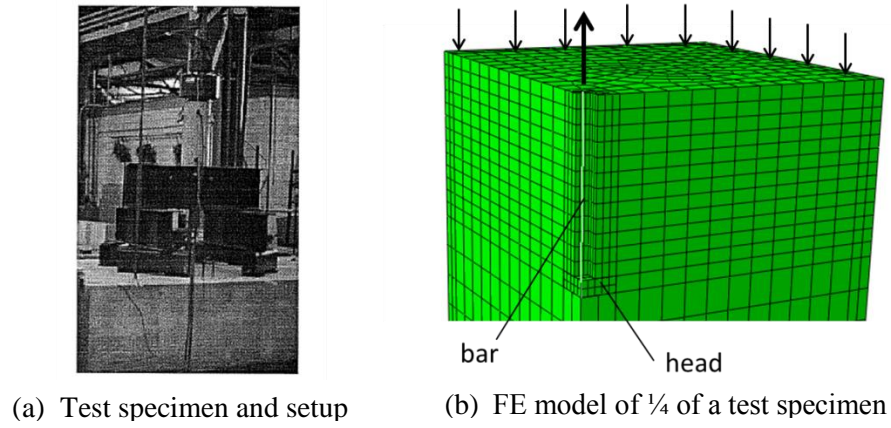 bar
head
(a) Test specimen and setup
(b) FE model of ¼ of a test specimen